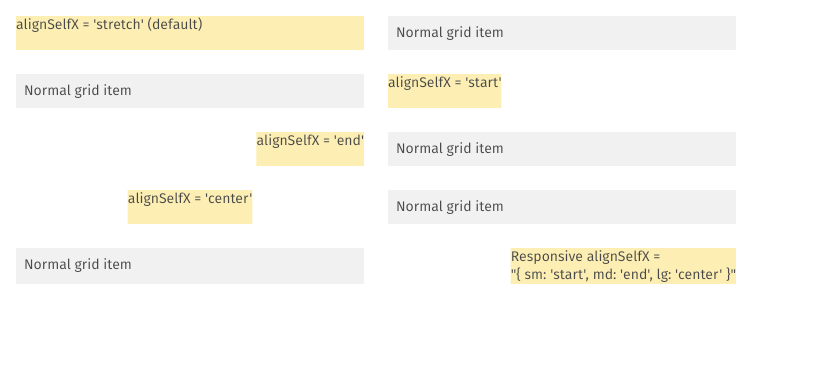 alignSelfX = 'stretch' (default)
Normal grid item
Normal grid item
alignSelfX = 'start'
alignSelfX = 'end'
Normal grid item
alignSelfX = 'center'
Normal grid item
Normal grid item
Responsive alignSelfX =
"{ sm: 'start', md: 'end', lg: 'center' }"